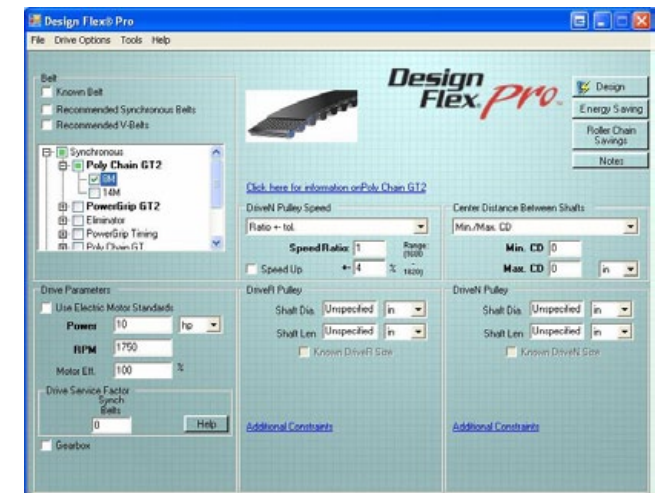 Design Flex® Pro
File Drive Options Tools Help
Belt
Known Belt
Recommended Synchronous Belts
Recommended V-Belts
Synchronous
Poly Chain GT2
8M
14M
PowerGrip GT2
Eliminator
PowerGrip Timing
Poly Chain GT
Design
Flex Pro
Design
Energy Saving
Roller Chain
Savings
Notes
Click here for information onPoly Chain GT2
DriveN Pulley Speed
Ratio +- tol.
Speed Ratio: 1
Range:
(1680
-
1820)
Speed Up +- 4 %
Center Distance Between Shafts
Min./Max. CD
Min. CD 0
Max. CD 0 in
Drive Parameters
Use Electric Motor Standards
Power 10 hp
RPM 1750
Motor Eff. 100 %
Drive Service Factor
Synch
Belts
0 Help
Gearbox
DriveR Pulley
Shaft Dia. Unspecified in
Shaft Len Unspecified in
Known DriveR Size
Additional Constraints
DriveN Pulley
Shaft Dia Unspecified in
Shaft Len Unspecified in
Known DriveN Size
Additional Constraints